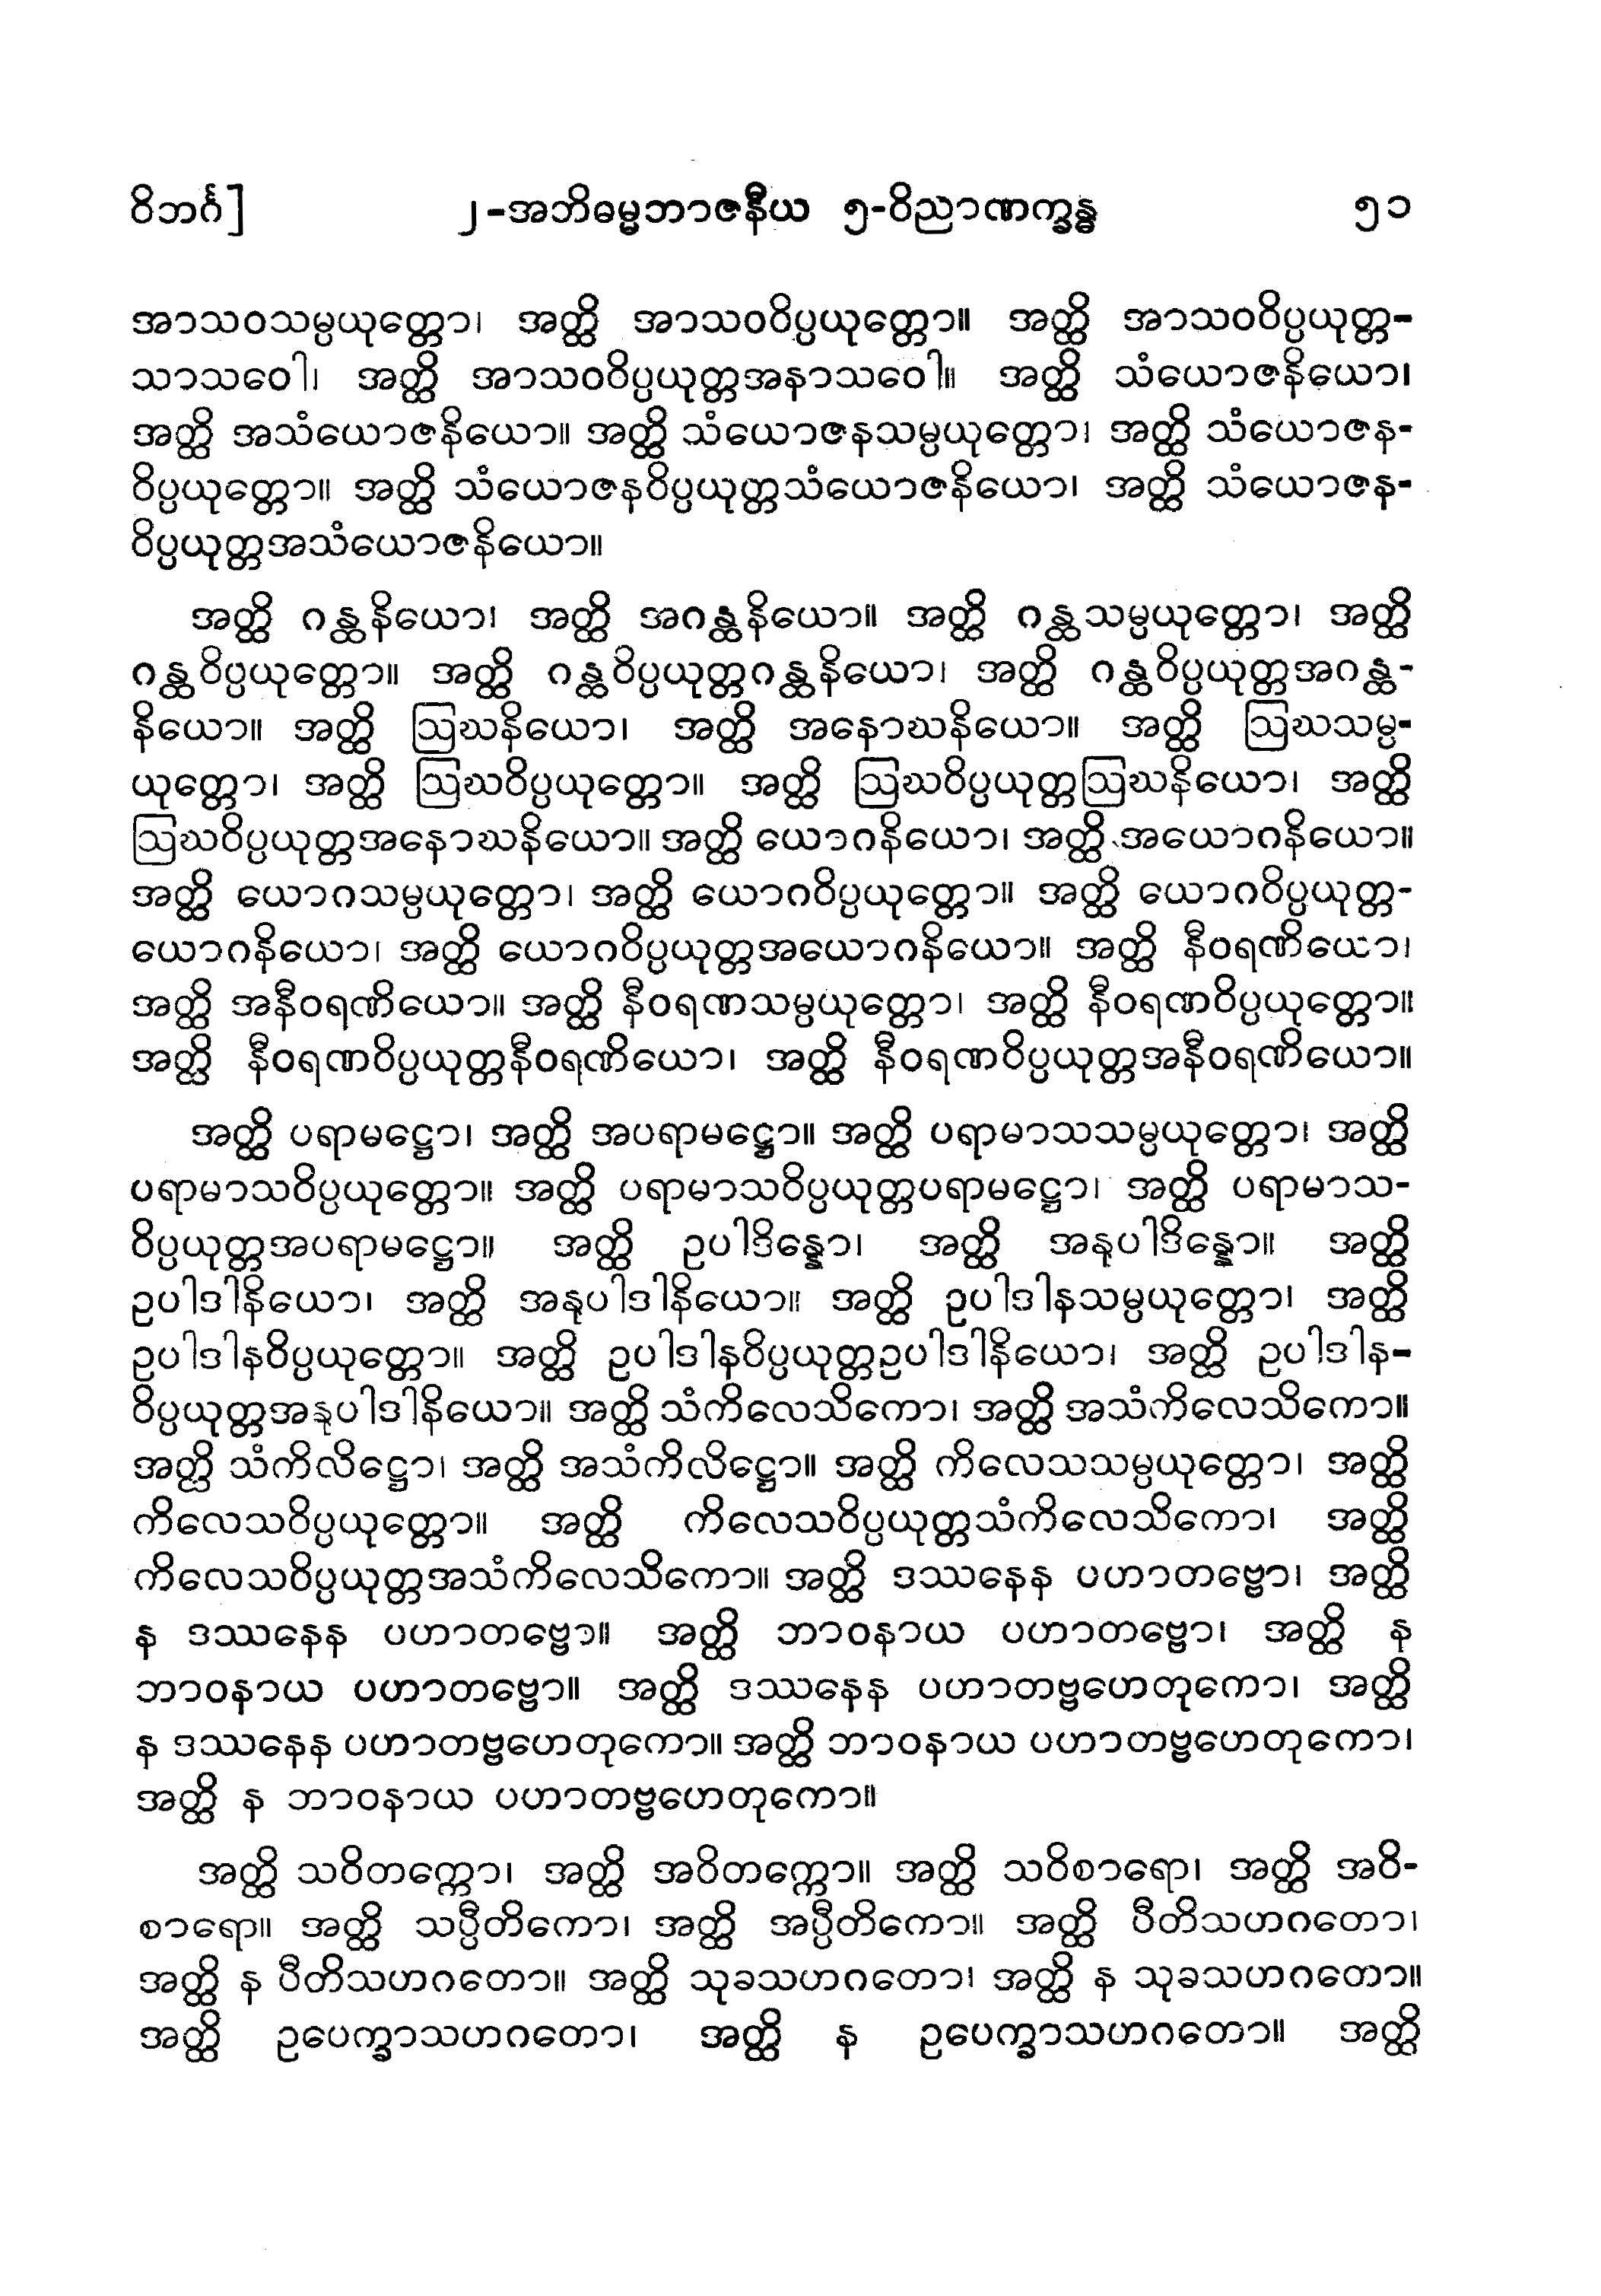 ဝိဘင်္ဂ] ၂-အဘိဓမ္မဘာဇနီယ ၅-ဝိညာဏက္ခန္ဓ ၅၁
အာသဝသမ္ပယုတ္တော၊ အတ္ထိ အာသဝဝိပ္ပယုတ္တော။ အတ္ထိ အာသဝဝိပ္ပယုတ္တ-
သာသဝေါ၊ အတ္ထိ အာသဝဝိပ္ပယုတ္တအနာသဝေါ။ အတ္ထိ သံယောဇနိယော၊
အတ္ထိ အသံယောဇနိယော။ အတ္ထိ သံယောဇနသမ္ပယုတ္တော၊ အတ္ထိ သံယောဇန-
ဝိပ္ပယုတ္တော။ အတ္ထိ သံယောဇနဝိပ္ပယုတ္တသံယောဇနိယော၊ အတ္ထိ သံယောဇန-
ဝိပ္ပယုတ္တအသံယောဇနိယော။
အတ္ထိ ဂန္ထနိယော၊ အတ္ထိ အဂန္ထနိယော။ အတ္ထိ ဂန္ထသမ္ပယုတ္တော၊ အတ္ထိ
ဂန္ထဝိပ္ပယုတ္တော။ အတ္ထိ ဂန္ထဝိပ္ပယုတ္တဂန္ထနိယော၊ အတ္ထိ ဂန္ထဝိပ္ပယုတ္တအဂန္ထ-
နိယော။ အတ္ထိ ဩဃနိယော၊ အတ္ထိ အနောဃနိယော။ အတ္ထိ ဩဃသမ္ပ-
ယုတ္တော၊ အတ္ထိ ဩဃဝိပ္ပယုတ္တော။ အတ္ထိ ဩဃဝိပ္ပယုတ္တဩဃနိယော၊ အတ္ထိ
ဩဃဝိပ္ပယုတ္တအနောဃနိယော။ အတ္ထိ ယောဂနိယော၊ အတ္ထိ အယောဂနိယော။
အတ္ထိ ယောဂသမ္ပယုတ္တော၊ အတ္ထိ ယောဂဝိပ္ပယုတ္တော။ အတ္ထိ ယောဂဝိပ္ပယုတ္တ-
ယောဂနိယော၊ အတ္ထိ ယောဂဝိပ္ပယုတ္တအယောဂနိယော။ အတ္ထိ နီဝရဏိယော၊
အတ္ထိ အနီဝရဏိယော။ အတ္ထိ နီဝရဏသမ္ပယုတ္တော၊ အတ္ထိ နီဝရဏဝိပ္ပယုတ္တော။
အတ္ထိ နီဝရဏဝိပ္ပယုတ္တနီဝရဏိယော၊ အတ္ထိ နီဝရဏဝိပ္ပယုတ္တအနီဝရဏိယော။
အတ္ထိ ပရာမဋ္ဌော၊ အတ္ထိ အပရာမဋ္ဌော။ အတ္ထိ ပရာမာသသမ္ပယုတ္တော၊ အတ္ထိ
ပရာမာသဝိပ္ပယုတ္တော။ အတ္ထိ ပရာမာသဝိပ္ပယုတ္တပရာမဋ္ဌော၊ အတ္ထိ ပရာမာသ-
ဝိပ္ပယုတ္တအပရာမဋ္ဌော။ အတ္ထိ ဥပါဒိန္နော၊ အတ္ထိ အနုပါဒိန္နော။ အတ္ထိ
ဥပါဒါနိယော၊ အတ္ထိ အနုပါဒါနိယော။ အတ္ထိ ဥပါဒါနသမ္ပယုတ္တော၊ အတ္ထိ
ဥပါဒါနဝိပ္ပယုတ္တော။ အတ္ထိ ဥပါဒါနဝိပ္ပယုတ္တဥပါဒါနိယော၊ အတ္ထိ ဥပါဒါန-
ဝိပ္ပယုတ္တအနုပါဒါနိယော။ အတ္ထိ သံကိလေသိကော၊ အတ္ထိ အသံကိလေသိကော။
အတ္ထိ သံကိလိဋ္ဌော၊ အတ္ထိ အသံကိလိဋ္ဌော။ အတ္ထိ ကိလေသသမ္ပယုတ္တော၊ အတ္ထိ
ကိလေသဝိပ္ပယုတ္တော။ အတ္ထိ ကိလေသဝိပ္ပယုတ္တသံကိလေသိကော၊ အတ္ထိ
ကိလေသဝိပ္ပယုတ္တအသံကိလေသိကော။ အတ္ထိ ဒဿနေန ပဟာတဗ္ဗော၊ အတ္ထိ
န ဒဿနေန ပဟာတဗ္ဗော။ အတ္ထိ ဘာဝနာယ ပဟာတဗ္ဗော၊ အတ္ထိ န
ဘာဝနာယ ပဟာတဗ္ဗော။ အတ္ထိ ဒဿနေန ပဟာတဗ္ဗဟေတုကော၊ အတ္ထိ
န ဒဿနေန ပဟာတဗ္ဗဟေတုကော။ အတ္ထိ ဘာဝနာယ ပဟာတဗ္ဗဟေတုကော၊
အတ္ထိ န ဘာဝနာယ ပဟာတဗ္ဗဟေတုကော။
အတ္ထိ သဝိတက္ကော၊ အတ္ထိ အဝိတက္ကော။ အတ္ထိ သဝိစာရော၊ အတ္ထိ အဝိ-
စာရော။ အတ္ထိ သပ္ပီတိကော၊ အတ္ထိ အပ္ပီတိကော။ အတ္ထိ ပီတိသဟဂတော၊
အတ္ထိ န ပီတိသဟဂတော။ အတ္ထိ သုခသဟဂတော၊ အတ္ထိ န သုခသဟဂတော။
အတ္ထိ ဥပေက္ခာသဟဂတော၊ အတ္ထိ န ဥပေက္ခာသဟဂတော။ အတ္ထိ